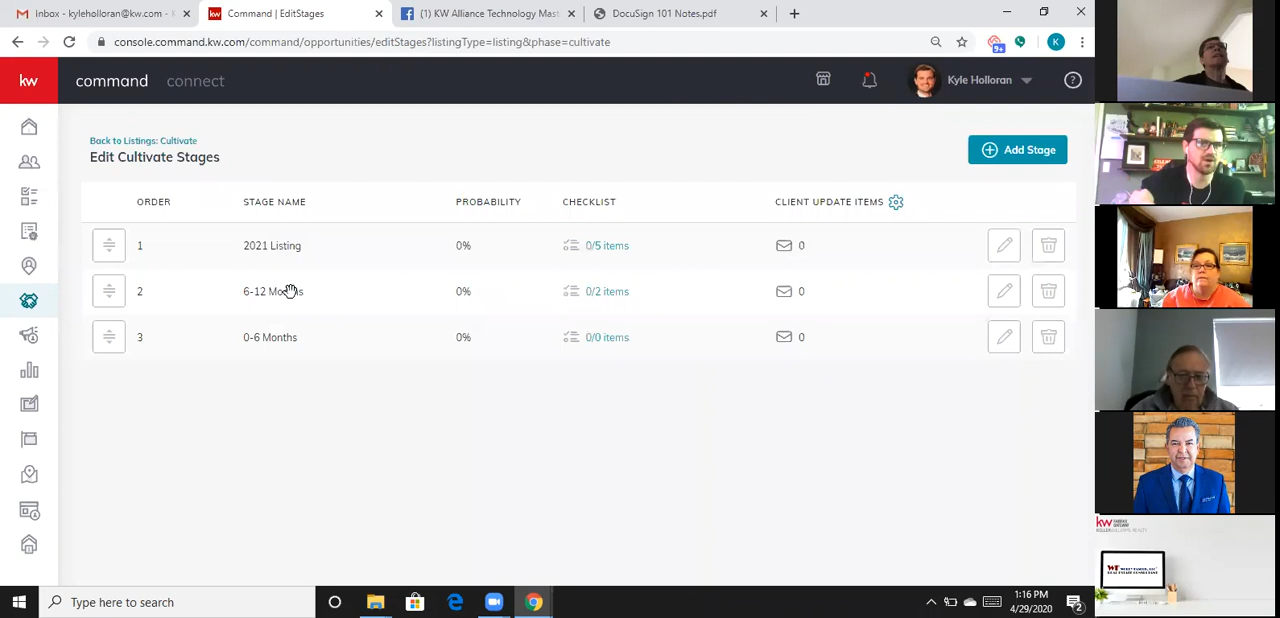 Inbox - kyleholloran@kw.com - K
Command | EditStages
(1) KW Alliance Technology Mast
DocuSign 101 Notes.pdf
console.command.kw.com/command/opportunities/editStages?listingType=listing&phase=cultivate
9+
K
kw
command
connect
Kyle Holloran
Back to Listings: Cultivate
Edit Cultivate Stages
Add Stage
ORDER STAGE NAME PROBABILITY CHECKLIST CLIENT UPDATE ITEMS
1 2021 Listing 0% 0/5 items 0
2 6-12 Months 0% 0/2 items 0
3 0-6 Months 0% 0/0 items 0
kw
Type here to search
1:16 PM
4/29/2020
2